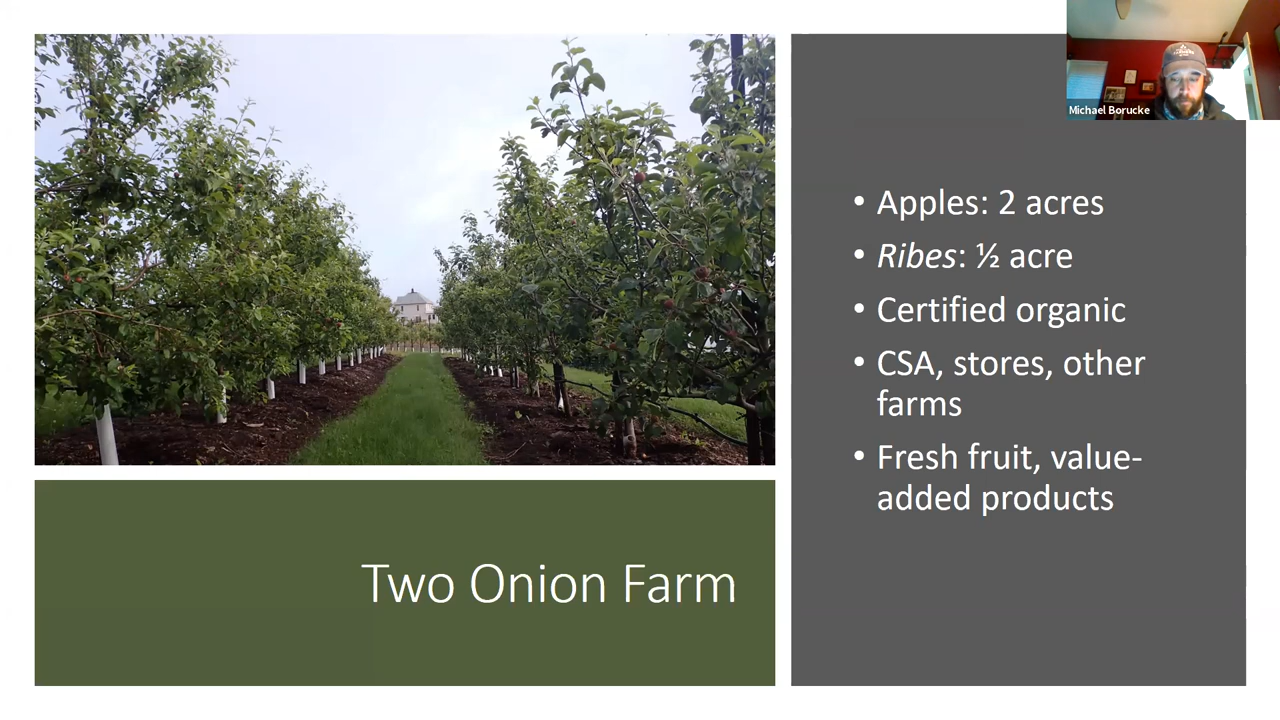 Michael Borucke
• Apples: 2 acres
• Ribes: ½ acre
• Certified organic
• CSA, stores, other
farms
• Fresh fruit, value-
added products
Two Onion Farm